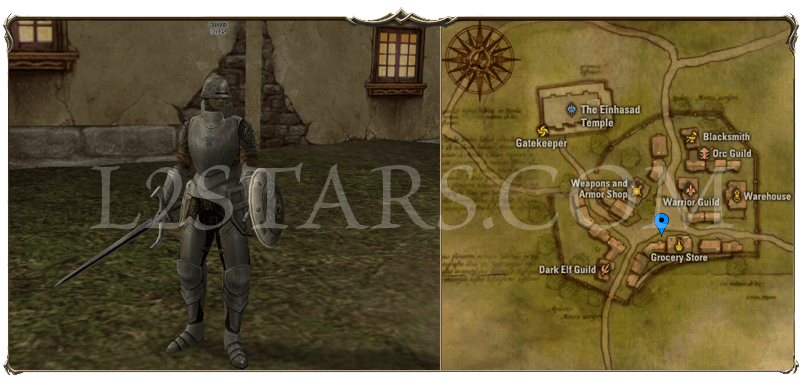 The Einhasad
Temple
Gatekeeper
Blacksmith
Orc Guild
Weapons and
Armor Shop
Warrior Guild
Warehouse
Grocery Store
Dark Elf Guild
L2STARS.COM